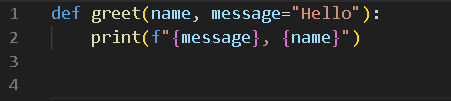 1 def greet(name, message="Hello"):
2     print(f"{message}, {name}")
3
4